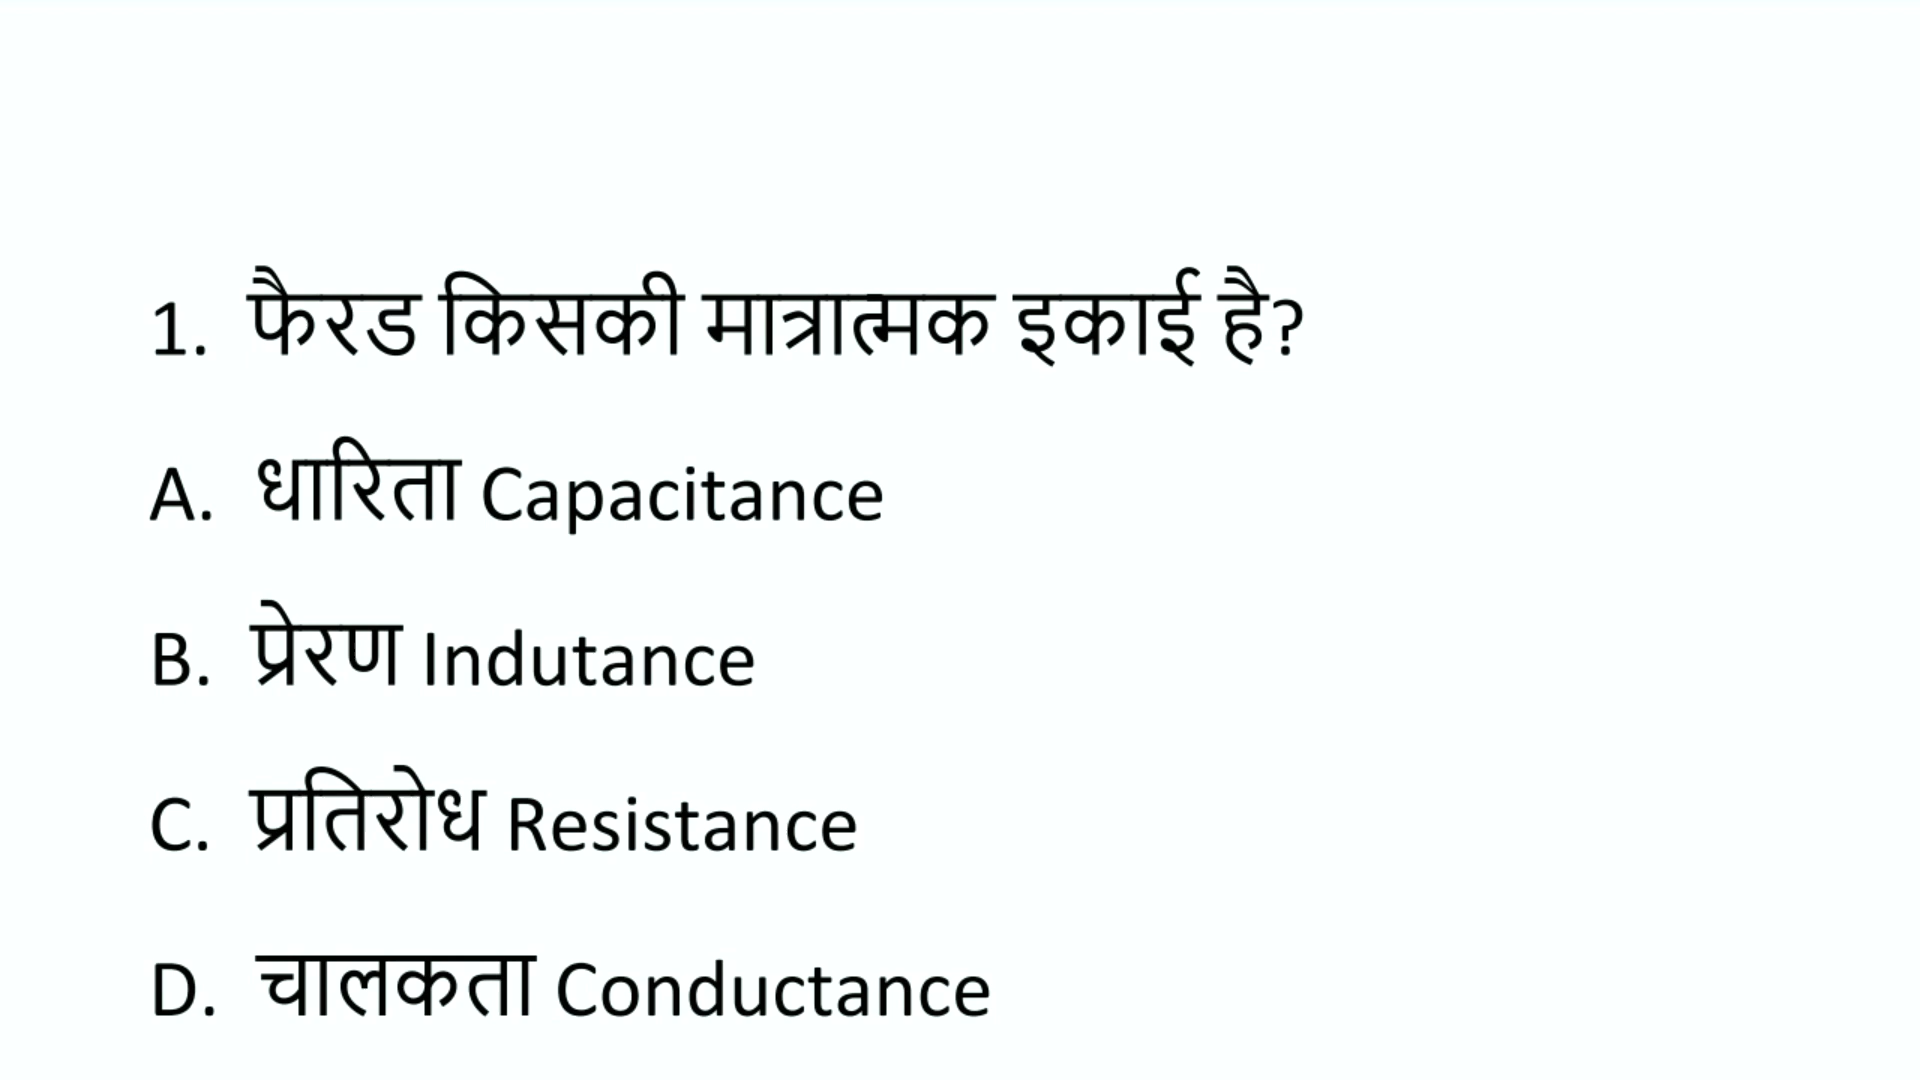 1. फैरड किसकी मात्रात्मक इकाई है?
A. धारिता Capacitance
B. प्रेरण Indutance
C. प्रतिरोध Resistance
D. चालकता Conductance